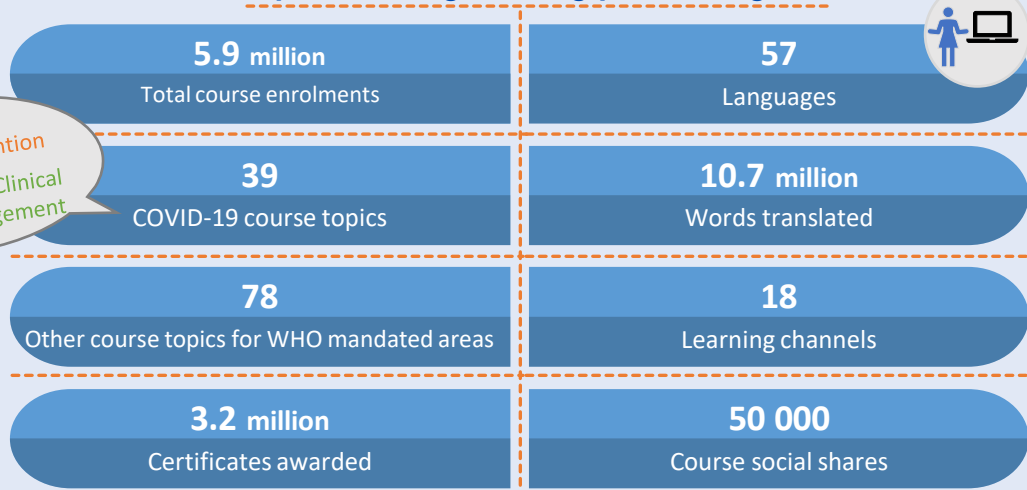 5.9 million
Total course enrolments
57
Languages
39
COVID-19 course topics
10.7 million
Words translated
Clinical
78
Other course topics for WHO mandated areas
18
Learning channels
3.2 million
Certificates awarded
50 000
Course social shares